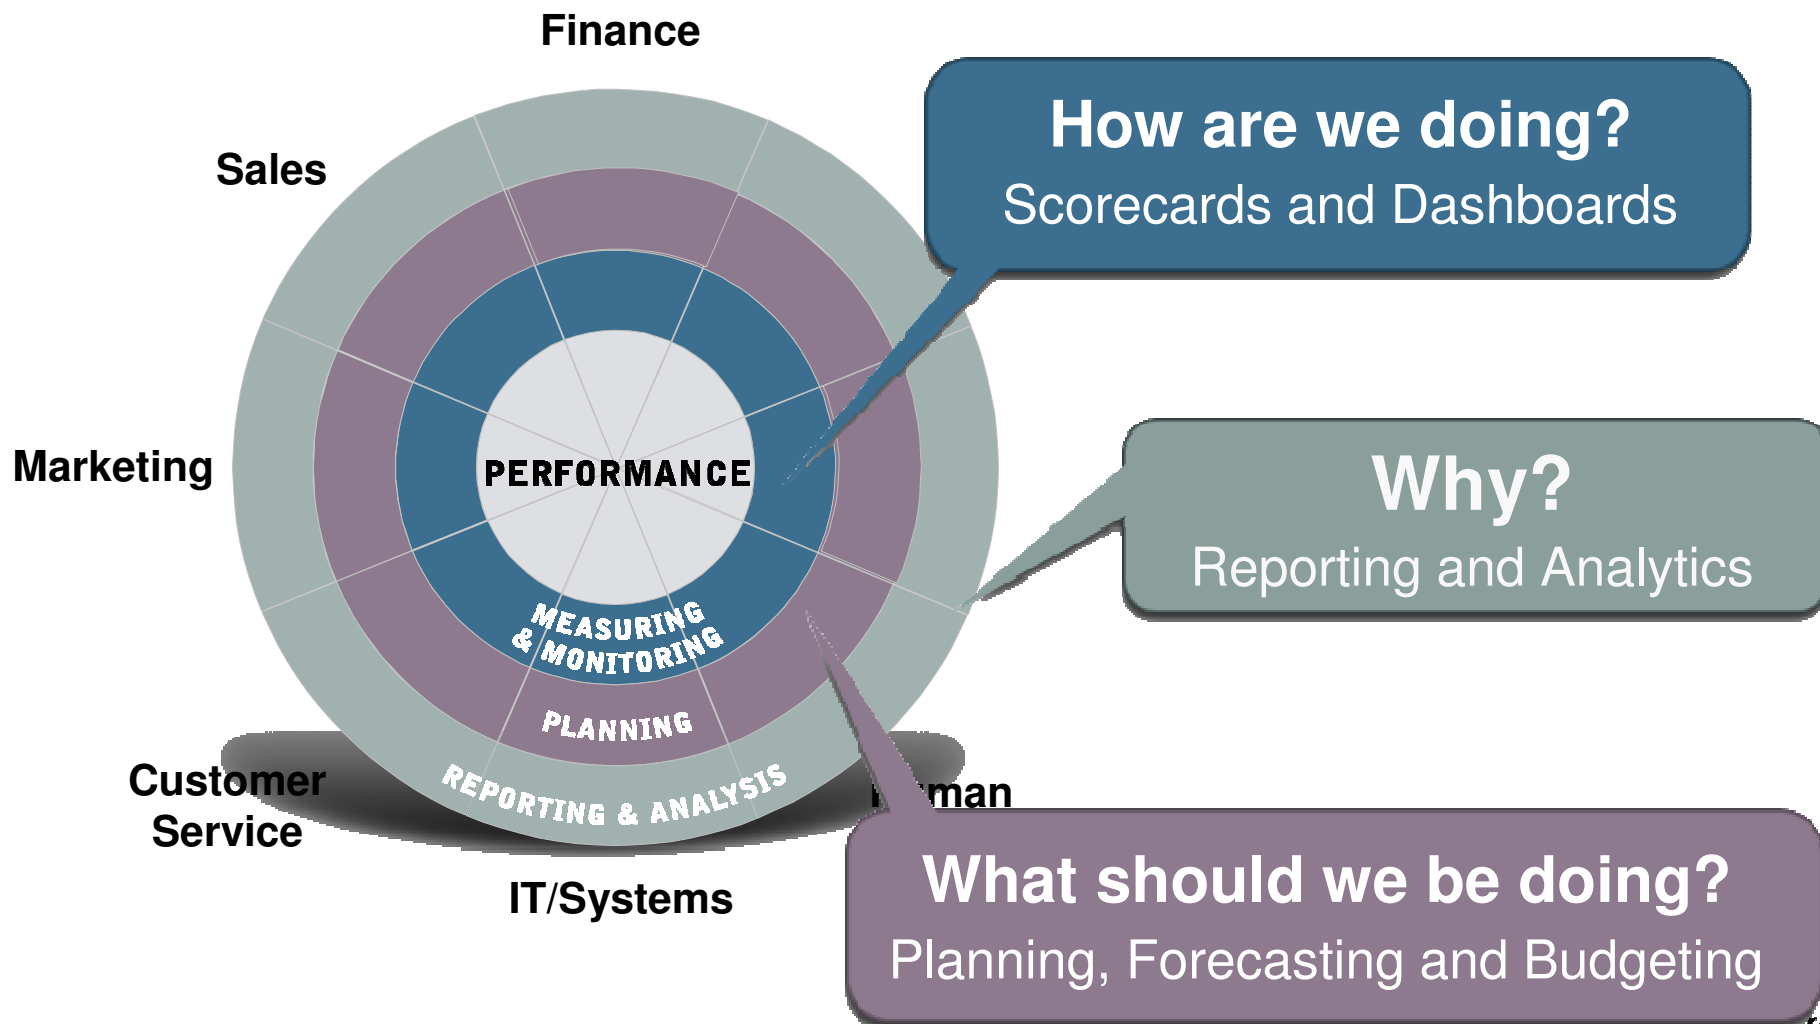 Finance
How are we doing?
Scorecards and Dashboards
Sales
Why?
Reporting and Analytics
Marketing
PERFORMANCE
MEASURING
& MONITORING
PLANNING
REPORTING & ANALYSIS
Customer
Service
IT/Systems
What should we be doing?
Planning, Forecasting and Budgeting